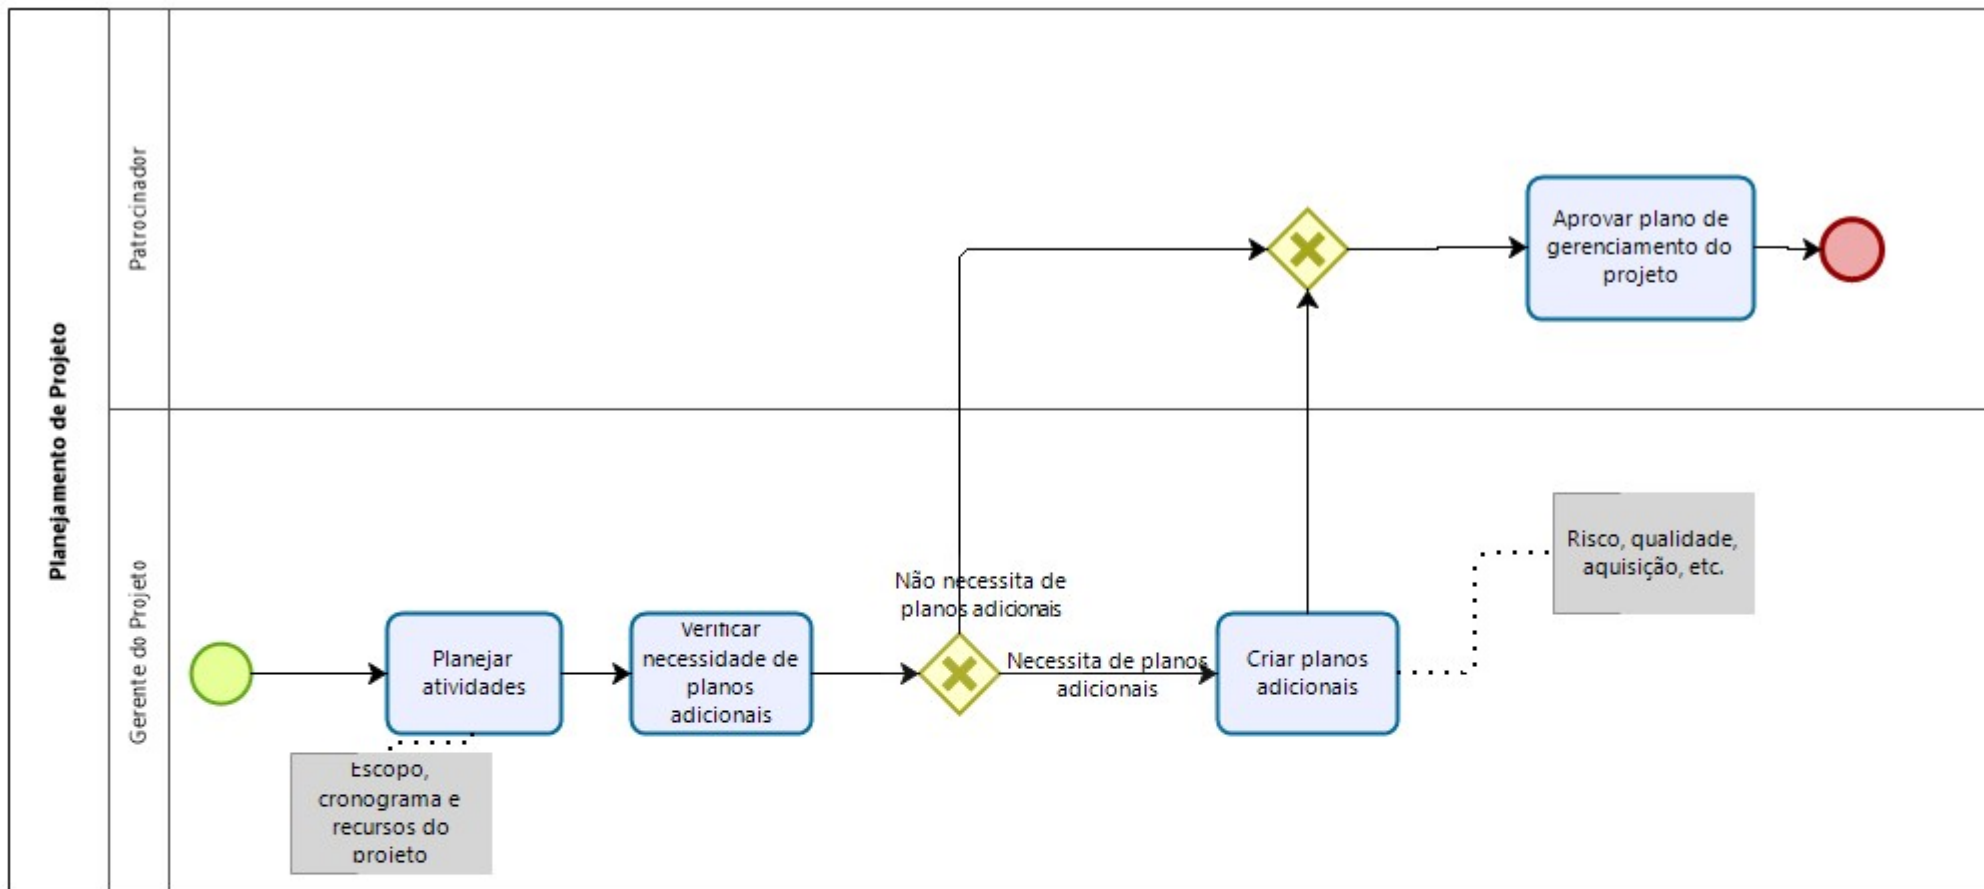 Planejamento de Projeto
Patrocinador
Aprovar plano de
gerenciamento do
projeto
Gerente do Projeto
Planejar
atividades
Escopo,
cronograma e
recursos do
projeto
Verificar
necessidade de
planos
adicionais
Não necessita de
planos adicionais
Necessita de planos
adicionais
Criar planos
adicionais
Risco, qualidade,
aquisição, etc.